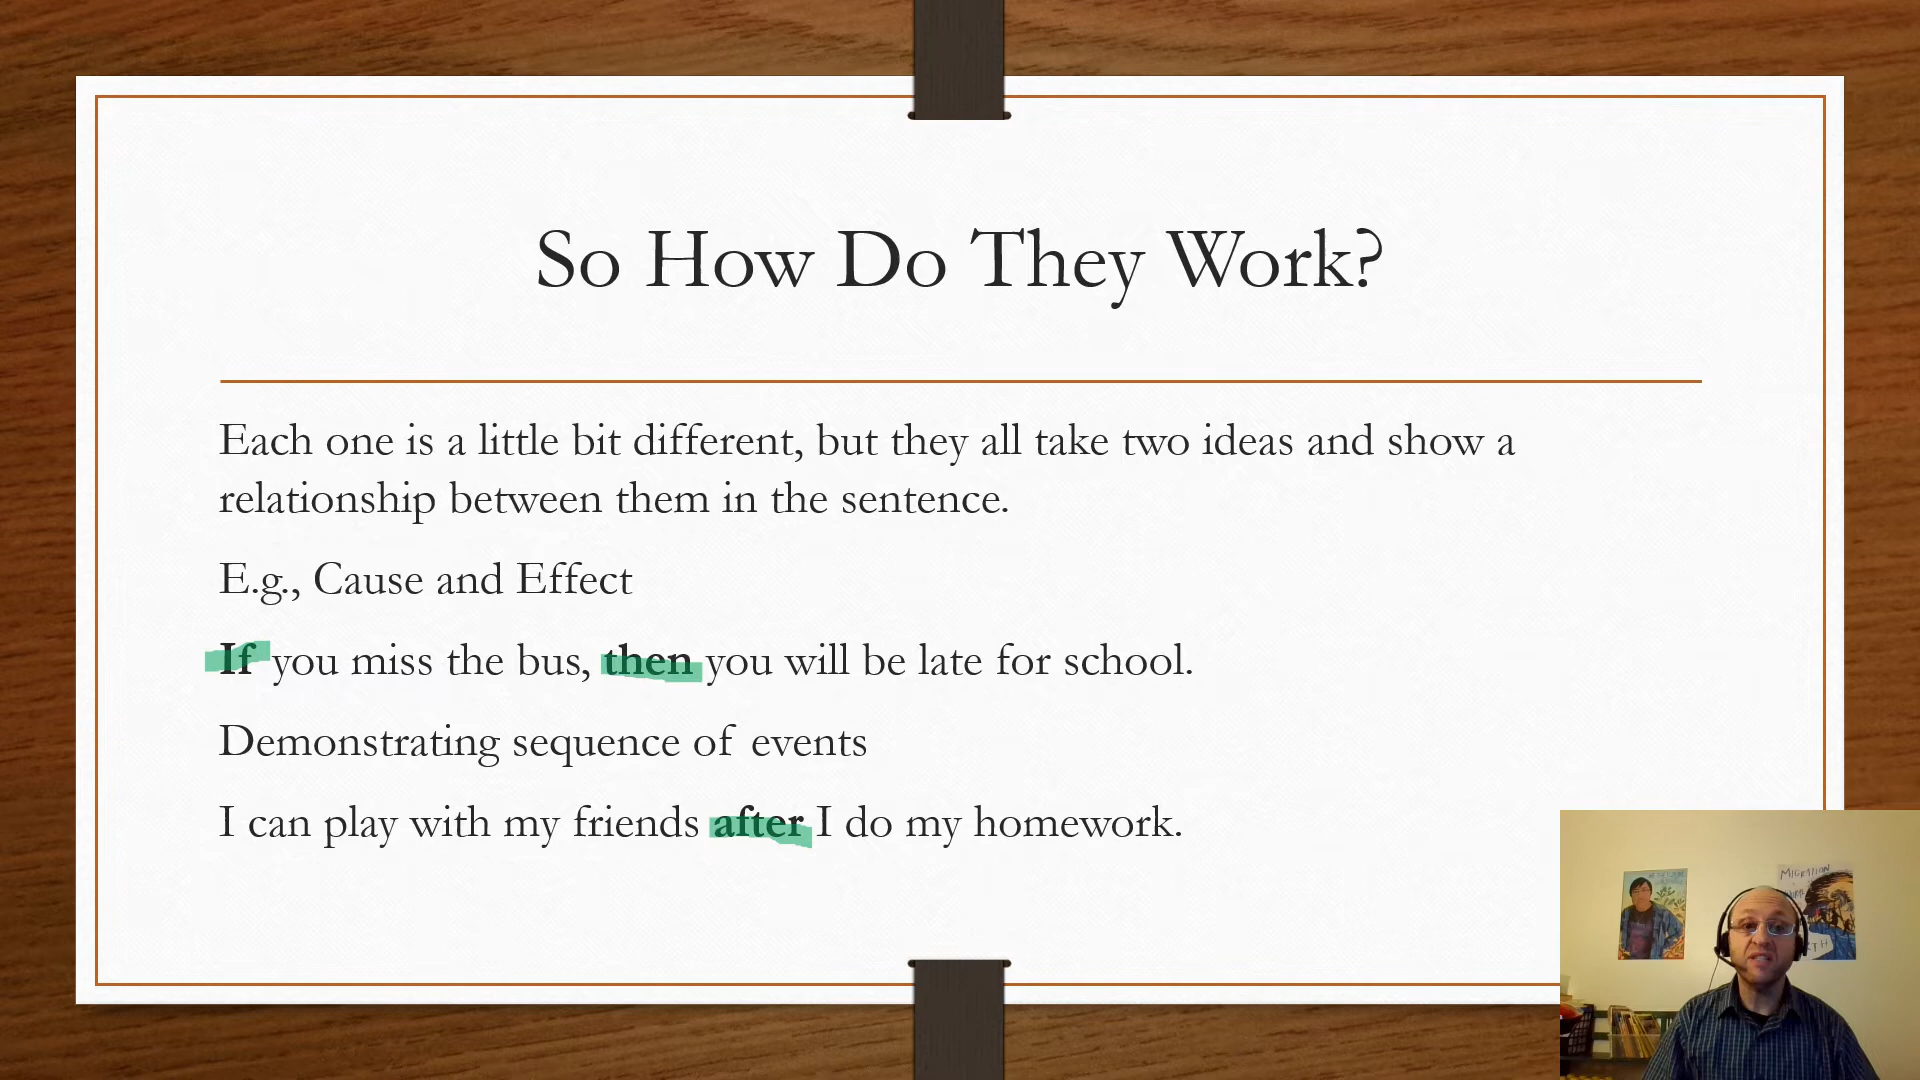 So How Do They Work?
Each one is a little bit different, but they all take two ideas and show a
relationship between them in the sentence.
E.g., Cause and Effect
If you miss the bus, then you will be late for school.
Demonstrating sequence of events
I can play with my friends after I do my homework.
MIGRATION